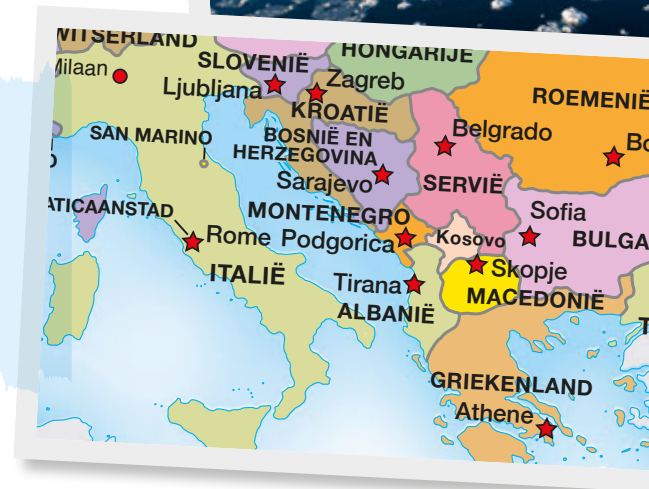 WITSERLAND
HONGARIJE
SLOVENIË
Milaan
Zagreb
Ljubljana
ROEMENIË
KROATIË
Belgrado
SAN MARINO
BOSNIË EN
HERZEGOVINA
Sarajevo
SERVIË
ATICAANSTAD
MONTENEGRO
Sofia
Rome
Podgorica
Kosovo
BULGA
ITALIË
Skopje
Tirana
MACEDONIË
ALBANIË
GRIEKENLAND
Athene